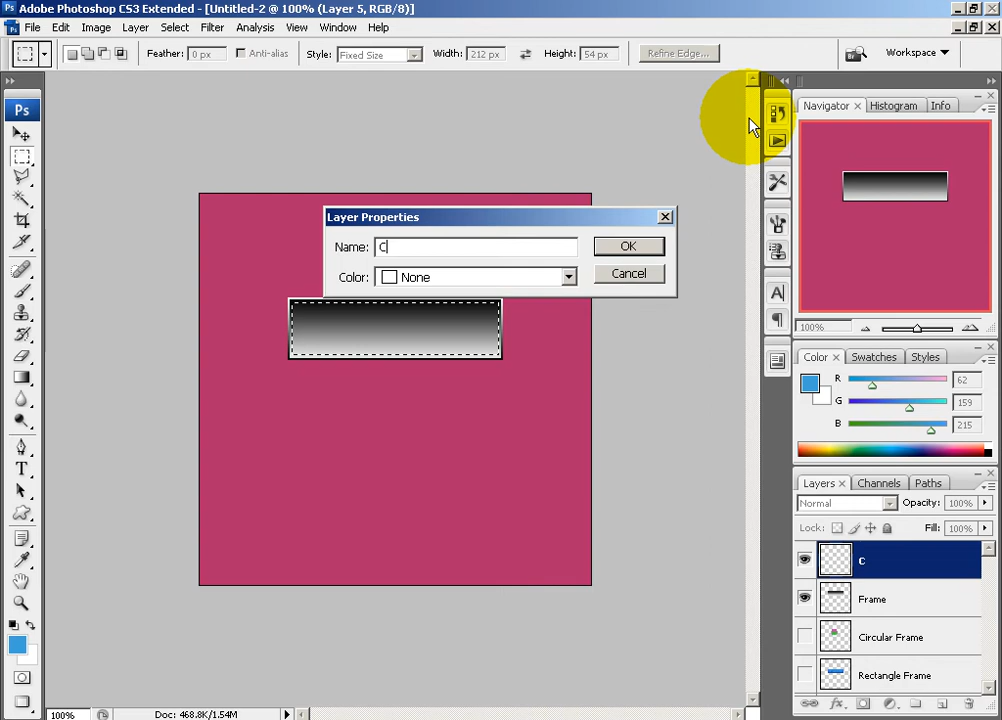 Adobe Photoshop CS3 Extended - [Untitled-2 @ 100% (Layer 5, RGB/8)]
File Edit Image Layer Select Filter Analysis View Window Help
Feather: 0 px Anti-alias Style: Fixed Size Width: 212 px Height: 54 px Refine Edge... Workspace
Ps
Navigator Histogram Info
Layer Properties
Name: C OK
Color: None Cancel
100%
Color Swatches Styles
R 62
G 159
B 215
Layers Channels Paths
Normal Opacity: 100%
Lock: Fill: 100%
C
Frame
Circular Frame
Rectangle Frame
100% Doc: 468.8K/1.54M